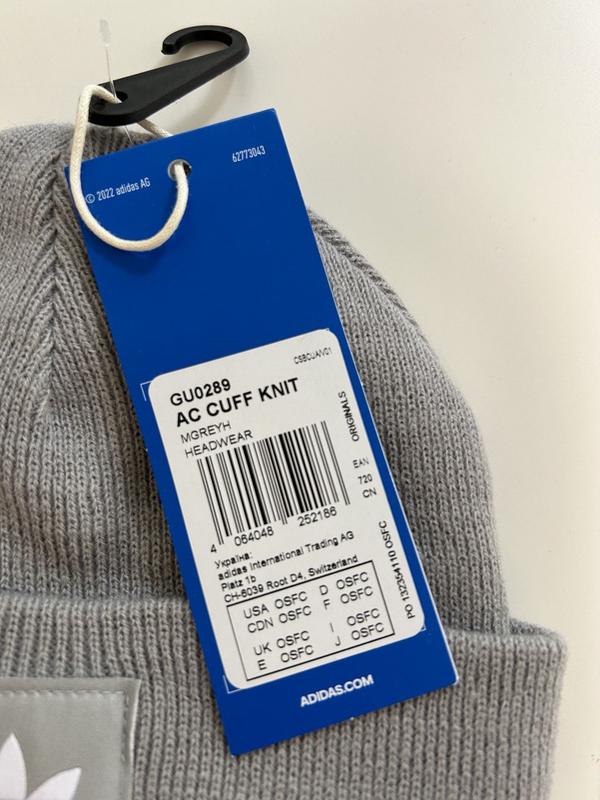 © 2022 adidas AG
62773043
CSBCUAIV01
GU0289
AC CUFF KNIT
MGREYH
HEADWEAR
ORIGINALS
EAN
720
CN
4 064048 252186
Україна:
adidas International Trading AG
Platz 1b
CH-6039 Root D4, Switzerland
PO 132354110 OSFC
USA OSFC D OSFC
CDN OSFC F OSFC
UK OSFC I OSFC
E OSFC J OSFC
ADIDAS.COM